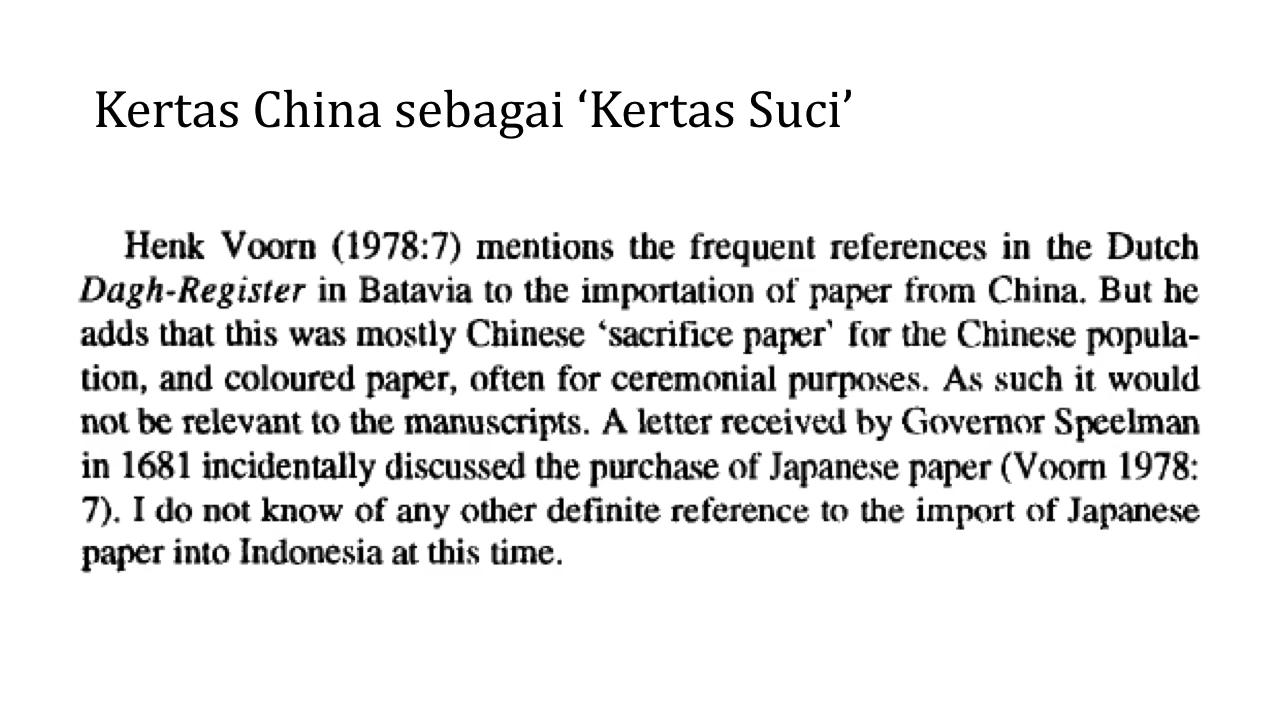 Kertas China sebagai ‘Kertas Suci’
Henk Voorn (1978:7) mentions the frequent references in the Dutch
Dagh-Register in Batavia to the importation of paper from China. But he
adds that this was mostly Chinese ‘sacrifice paper’ for the Chinese popula-
tion, and coloured paper, often for ceremonial purposes. As such it would
not be relevant to the manuscripts. A letter received by Governor Speelman
in 1681 incidentally discussed the purchase of Japanese paper (Voorn 1978:
7). I do not know of any other definite reference to the import of Japanese
paper into Indonesia at this time.